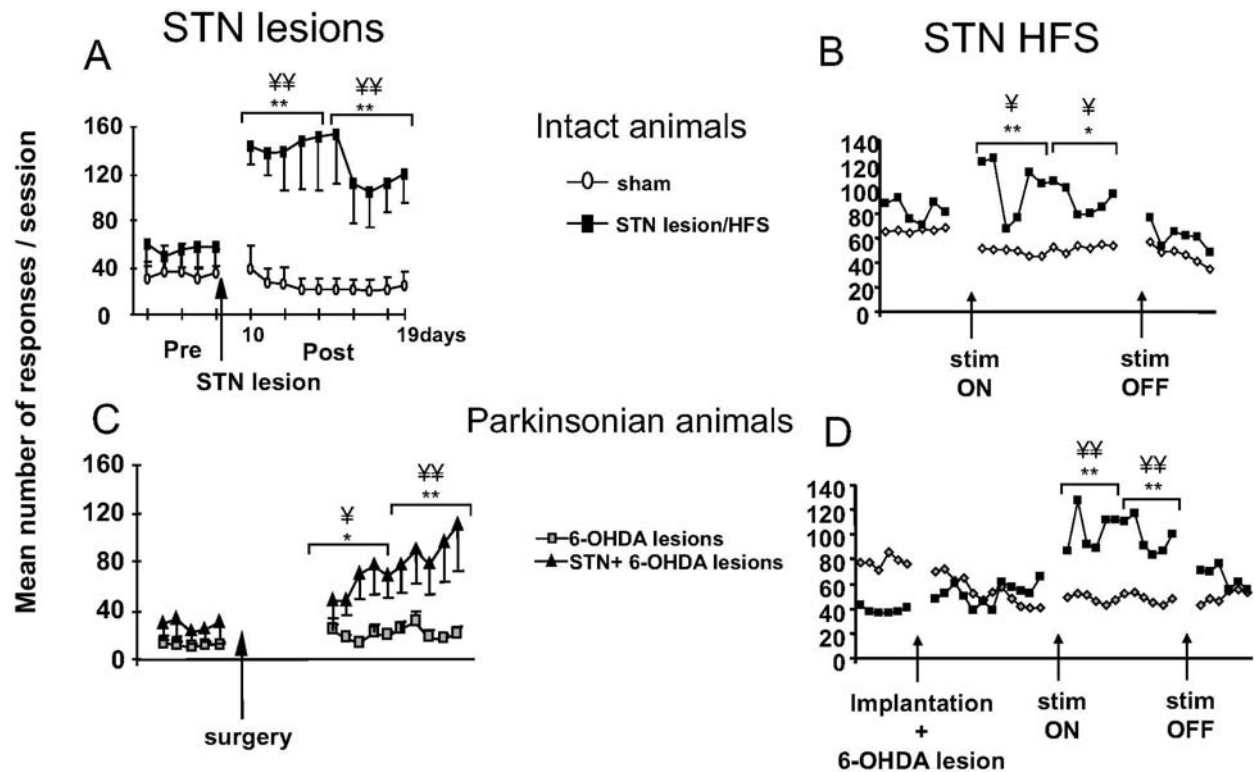 STN lesions
STN HFS
A
B
Mean number of responses / session
¥¥
**
¥¥
**
160
120
80
40
0
Pre
10
Post
19days
STN lesion
Intact animals
sham
STN lesion/HFS
¥
**
¥
*
140
120
100
80
60
40
20
0
stim
ON
stim
OFF
C
Parkinsonian animals
D
160
120
80
40
0
¥
*
¥¥
**
surgery
6-OHDA lesions
STN+ 6-OHDA lesions
¥¥
**
¥¥
**
140
120
100
80
60
40
20
0
Implantation
+
6-OHDA lesion
stim
ON
stim
OFF